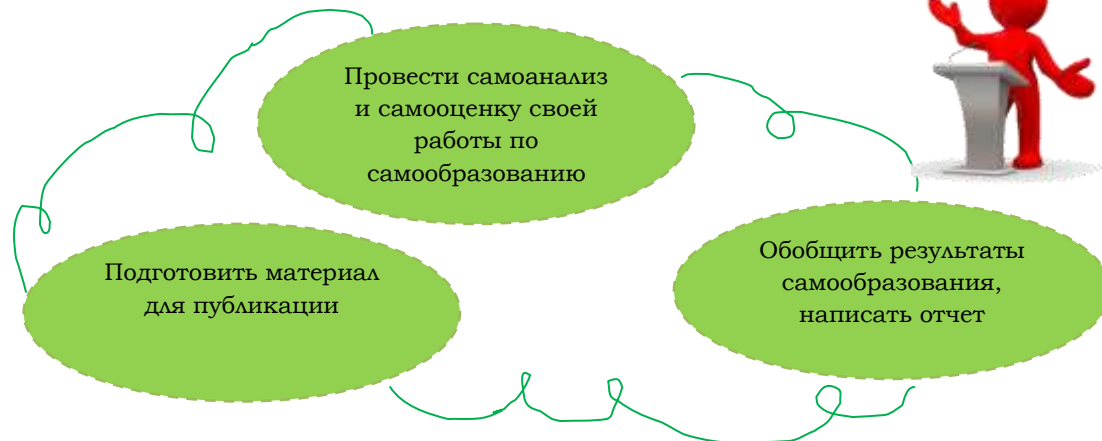 Провести самоанализ
и самооценку своей
работы по
самообразованию
Подготовить материал
для публикации
Обобщить результаты
самообразования,
написать отчет